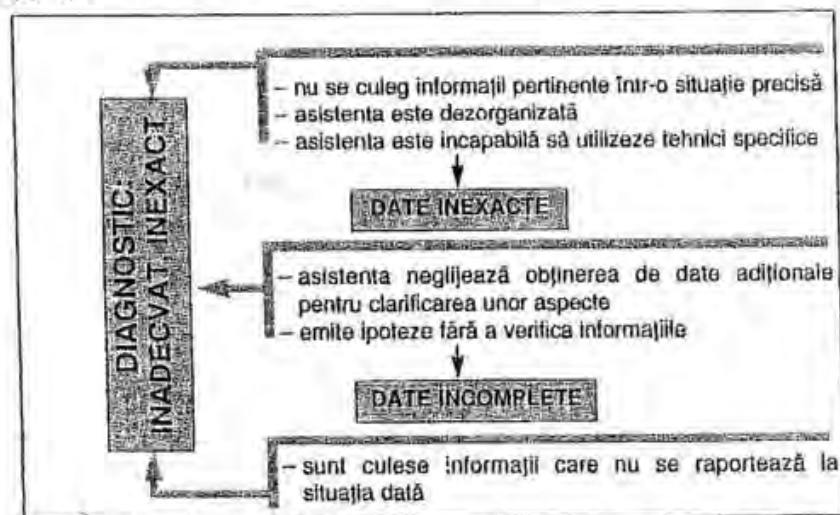 DIAGNOSTIC:
INADECVAT, INEXACT
– nu se culeg informații pertinente într-o situație precisă
– asistenta este dezorganizată
– asistenta este incapabilă să utilizeze tehnici specifice
DATE INEXACTE
– asistenta neglijează obținerea de date adiționale
pentru clarificarea unor aspecte
– emite ipoteze fără a verifica informațiile
DATE INCOMPLETE
– sunt culese informații care nu se raportează la
situația dată